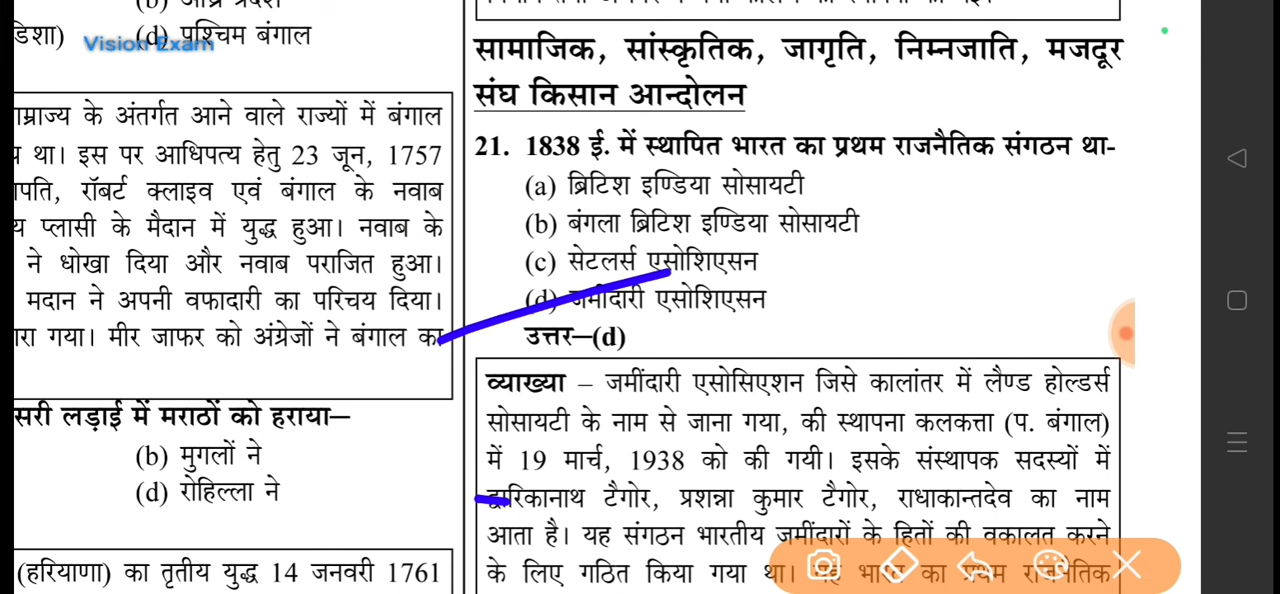 डिशा)
(d) पश्चिम बंगाल
Vision Exam
ाम्राज्य के अंतर्गत आने वाले राज्यों में बंगाल
था। इस पर आधिपत्य हेतु 23 जून, 1757
रॉबर्ट क्लाइव एवं बंगाल के नवाब
प्लासी के मैदान में युद्ध हुआ। नवाब के
ने धोखा दिया और नवाब पराजित हुआ।
मदान ने अपनी वफादारी का परिचय दिया।
ारा गया। मीर जाफर को अंग्रेजों ने बंगाल का
सरी लड़ाई में मराठों को हराया–
(b) मुगलों ने
(d) रोहिल्ला ने
(हरियाणा) का तृतीय युद्ध 14 जनवरी 1761
सामाजिक, सांस्कृतिक, जागृति, निम्नजाति, मजदूर
संघ किसान आन्दोलन
21. 1838 ई. में स्थापित भारत का प्रथम राजनैतिक संगठन था-
(a) ब्रिटिश इण्डिया सोसायटी
(b) बंगला ब्रिटिश इण्डिया सोसायटी
(c) सेटलर्स एसोशिएसन
(d) जमींदारी एसोशिएसन
उत्तर–(d)
व्याख्या – जमींदारी एसोसिएशन जिसे कालांतर में लैण्ड होल्डर्स
सोसायटी के नाम से जाना गया, की स्थापना कलकत्ता (प. बंगाल)
में 19 मार्च, 1938 को की गयी। इसके संस्थापक सदस्यों में
द्वारिकानाथ टैगोर, प्रशन्ना कुमार टैगोर, राधाकान्तदेव का नाम
आता है। यह संगठन भारतीय जमींदारों के हितों की वकालत करने
के लिए गठित किया गया था। यह भारत का प्रथम राजनैतिक